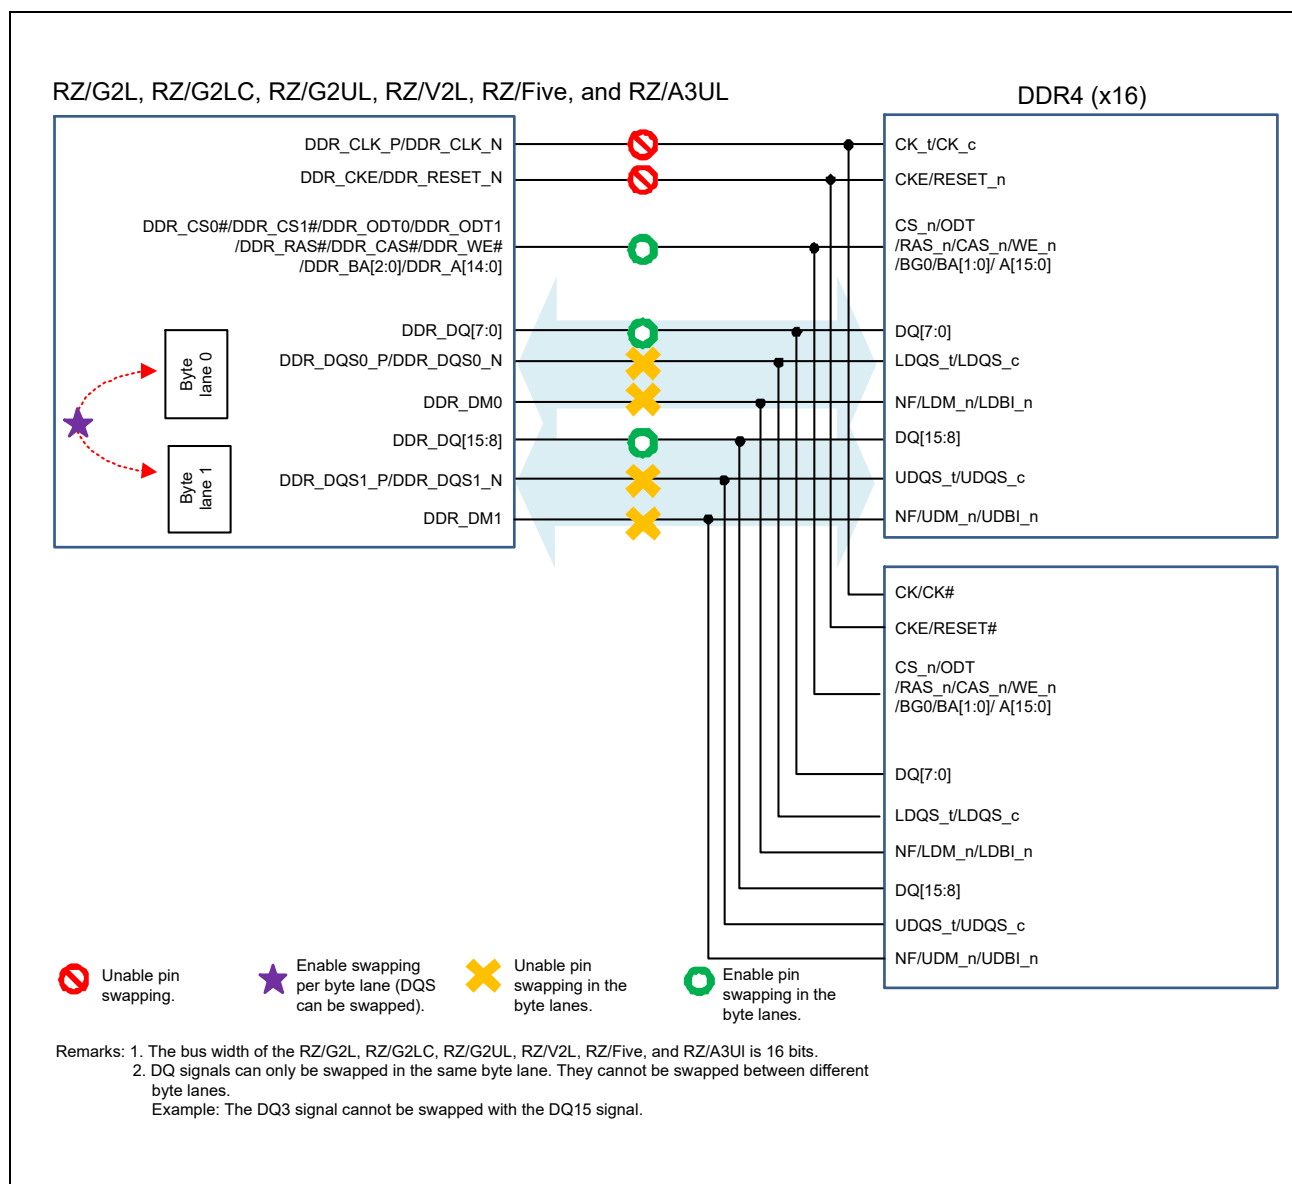 RZ/G2L, RZ/G2LC, RZ/G2UL, RZ/V2L, RZ/Five, and RZ/A3UL
DDR4 (x16)
DDR_CLK_P/DDR_CLK_N
DDR_CKE/DDR_RESET_N
DDR_CS0#/DDR_CS1#/DDR_ODT0/DDR_ODT1
/DDR_RAS#/DDR_CAS#/DDR_WE#
/DDR_BA[2:0]/DDR_A[14:0]
DDR_DQ[7:0]
DDR_DQS0_P/DDR_DQS0_N
DDR_DM0
DDR_DQ[15:8]
DDR_DQS1_P/DDR_DQS1_N
DDR_DM1
Byte
lane 0
Byte
lane 1
CK_t/CK_c
CKE/RESET_n
CS_n/ODT
/RAS_n/CAS_n/WE_n
/BG0/BA[1:0]/ A[15:0]
DQ[7:0]
LDQS_t/LDQS_c
NF/LDM_n/LDBI_n
DQ[15:8]
UDQS_t/UDQS_c
NF/UDM_n/UDBI_n
CK/CK#
CKE/RESET#
CS_n/ODT
/RAS_n/CAS_n/WE_n
/BG0/BA[1:0]/ A[15:0]
DQ[7:0]
LDQS_t/LDQS_c
NF/LDM_n/LDBI_n
DQ[15:8]
UDQS_t/UDQS_c
NF/UDM_n/UDBI_n
Unable pin
swapping.
Enable swapping
per byte lane (DQS
can be swapped).
Unable pin
swapping in the
byte lanes.
Enable pin
swapping in the
byte lanes.
Remarks: 1. The bus width of the RZ/G2L, RZ/G2LC, RZ/G2UL, RZ/V2L, RZ/Five, and RZ/A3Ul is 16 bits.
2. DQ signals can only be swapped in the same byte lane. They cannot be swapped between different
byte lanes.
Example: The DQ3 signal cannot be swapped with the DQ15 signal.